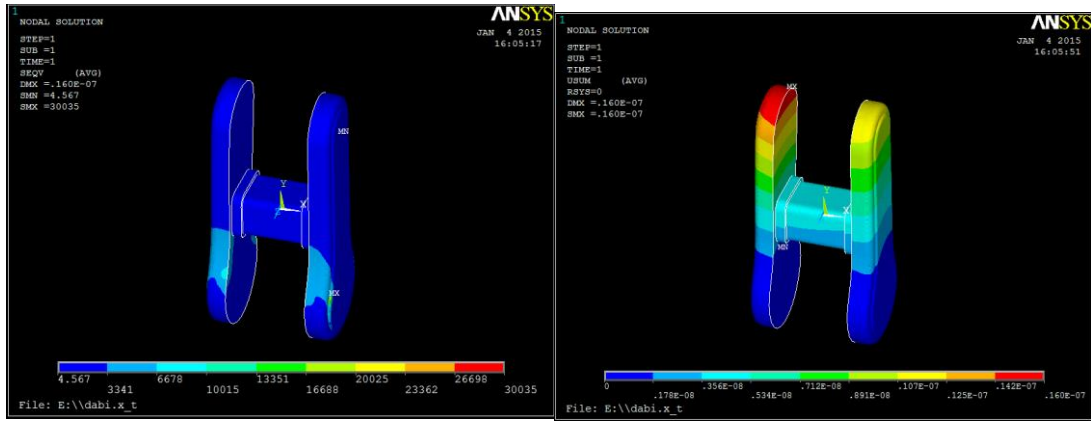 1
NODAL SOLUTION
STEP=1
SUB =1
TIME=1
SEQV (AVG)
DMX =.160E-07
SMN =4.567
SMX =30035
ANSYS
JAN 4 2015
16:05:17
MN
Y
Z
X
MX
4.567 6678 13351 20025 26698
3341 10015 16688 23362 30035
File: E:\\dabi.x_t
1
NODAL SOLUTION
STEP=1
SUB =1
TIME=1
USUM (AVG)
RSYS=0
DMX =.160E-07
SMX =.160E-07
ANSYS
JAN 4 2015
16:05:51
MX
Y
X
MN
0 .356E-08 .712E-08 .107E-07 .142E-07
.178E-08 .534E-08 .891E-08 .125E-07 .160E-07
File: E:\\dabi.x_t